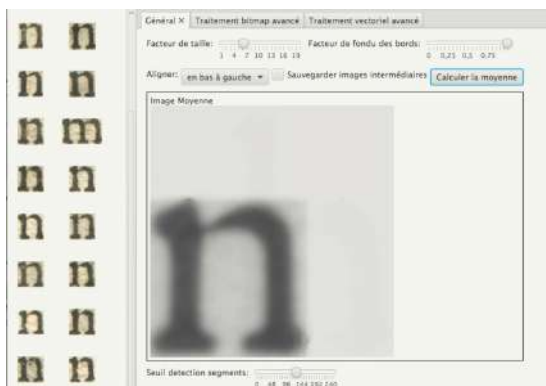 n n
n n
n m
n n
n n
n n
n n
n n
Général × Traitement bitmap avancé Traitement vectoriel avancé
Facteur de taille: Facteur de fondu des bords:
1 4 7 10 13 16 19 0 0,25 0,5 0,75
Aligner: en bas à gauche Sauvegarder images intermédiaires Calculer la moyenne
Image Moyenne
n
Seuil detection segments:
0 48 96 144 192 240